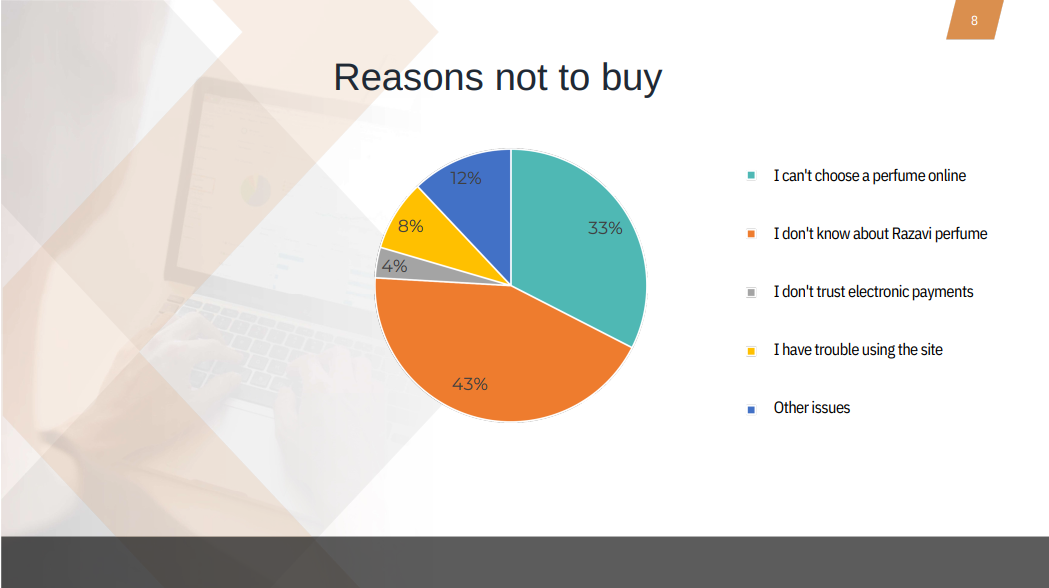 8
Reasons not to buy
12%
33%
8%
4%
43%
I can't choose a perfume online
I don't know about Razavi perfume
I don't trust electronic payments
I have trouble using the site
Other issues